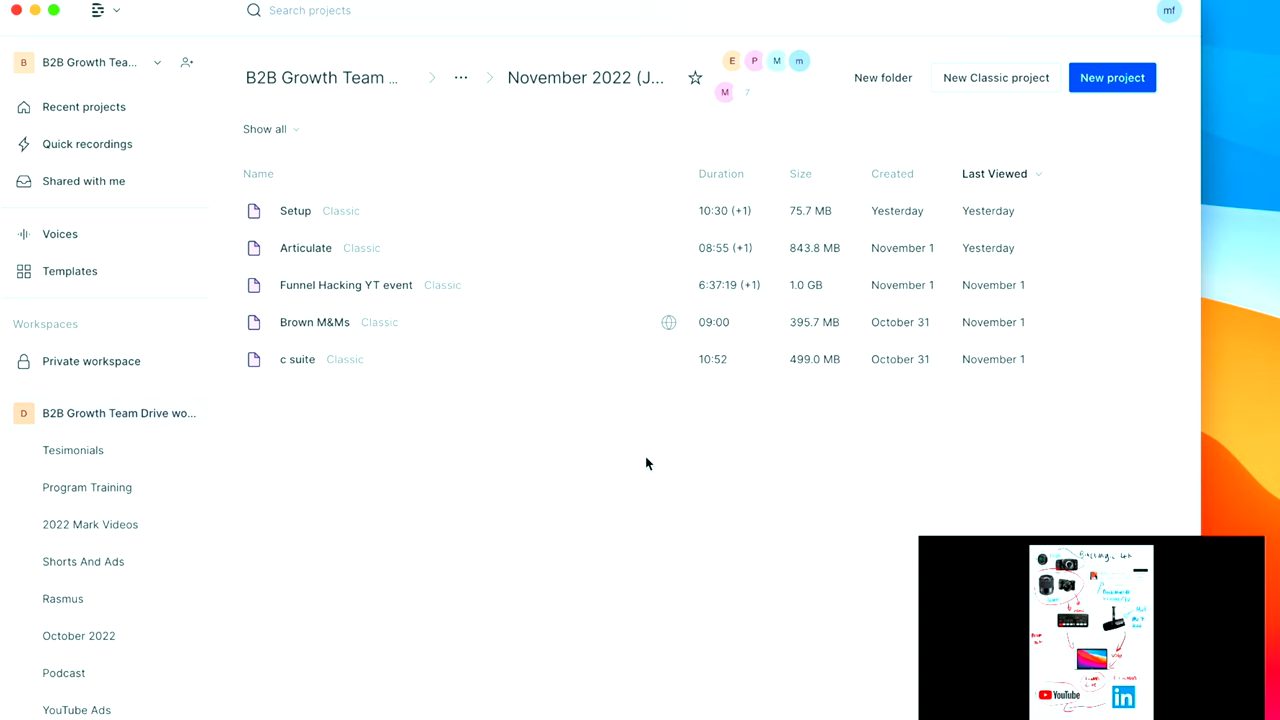 Search projects
mf
B
B2B Growth Tea...
Recent projects
Quick recordings
Shared with me
Voices
Templates
Workspaces
Private workspace
D
B2B Growth Team Drive wo...
Tesimonials
Program Training
2022 Mark Videos
Shorts And Ads
Rasmus
October 2022
Podcast
YouTube Ads
B2B Growth Team ...
...
November 2022 (J...
E P M m
M 7
New folder
New Classic project
New project
Show all
Name Duration Size Created Last Viewed
Setup Classic 10:30 (+1) 75.7 MB Yesterday Yesterday
Articulate Classic 08:55 (+1) 843.8 MB November 1 Yesterday
Funnel Hacking YT event Classic 6:37:19 (+1) 1.0 GB November 1 November 1
Brown M&Ms Classic 09:00 395.7 MB October 31 November 1
c suite Classic 10:52 499.0 MB October 31 November 1
YouTube
in